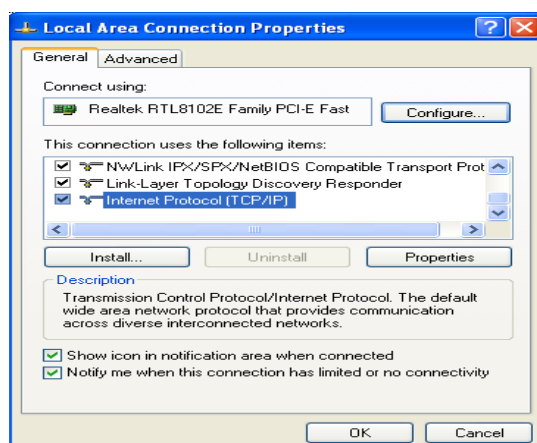 Local Area Connection Properties
General Advanced
Connect using:
Realtek RTL8102E Family PCI-E Fast
Configure...
This connection uses the following items:
NWLink IPX/SPX/NetBIOS Compatible Transport Prot
Link-Layer Topology Discovery Responder
Internet Protocol (TCP/IP)
Install... Uninstall Properties
Description
Transmission Control Protocol/Internet Protocol. The default
wide area network protocol that provides communication
across diverse interconnected networks.
Show icon in notification area when connected
Notify me when this connection has limited or no connectivity
OK Cancel